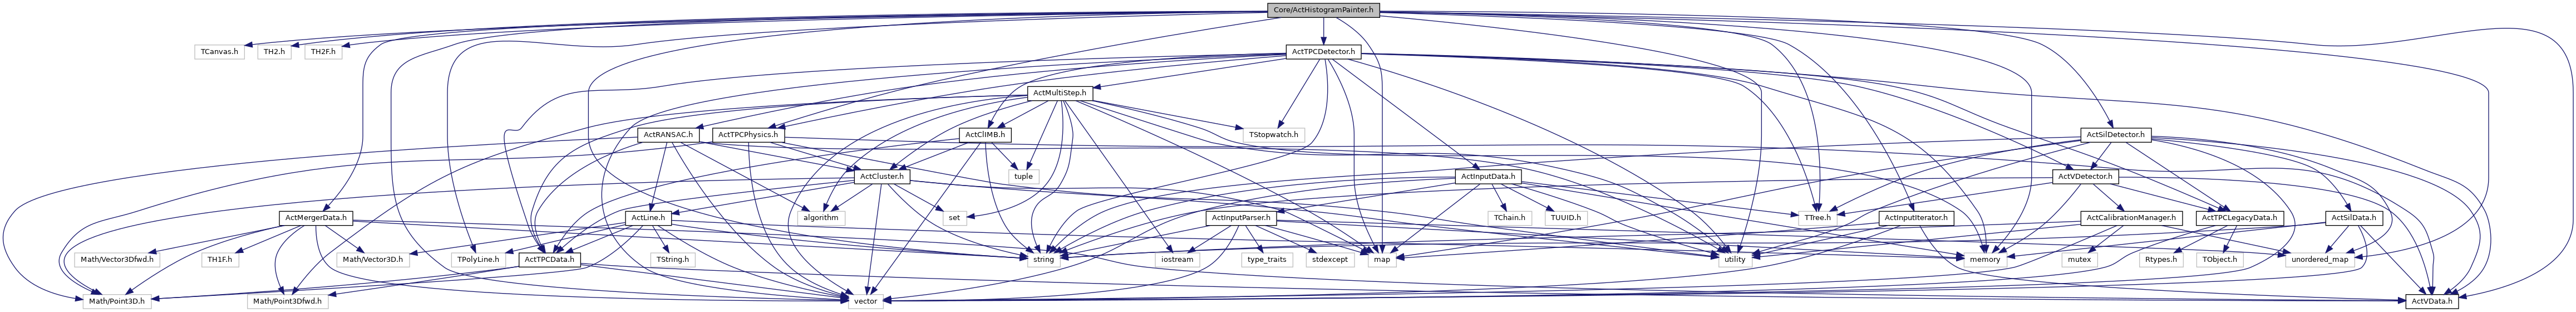 Core/ActHistogramPainter.h
TCanvas.h
TH2.h
TH2F.h
ActTPCDetector.h
ActMultiStep.h
ActRANSAC.h
ActTPCPhysics.h
ActClIMB.h
TStopwatch.h
ActSilDetector.h
ActCluster.h
tuple
ActInputData.h
ActVDetector.h
ActMergerData.h
ActLine.h
algorithm
set
ActInputParser.h
TChain.h
TUUID.h
TTree.h
ActInputIterator.h
ActCalibrationManager.h
ActTPCLegacyData.h
ActSilData.h
Math/Vector3Dfwd.h
TH1F.h
Math/Vector3D.h
TPolyLine.h
ActTPCData.h
TString.h
string
iostream
type_traits
stdexcept
map
utility
memory
mutex
Rtypes.h
TObject.h
unordered_map
Math/Point3D.h
Math/Point3Dfwd.h
vector
ActVData.h